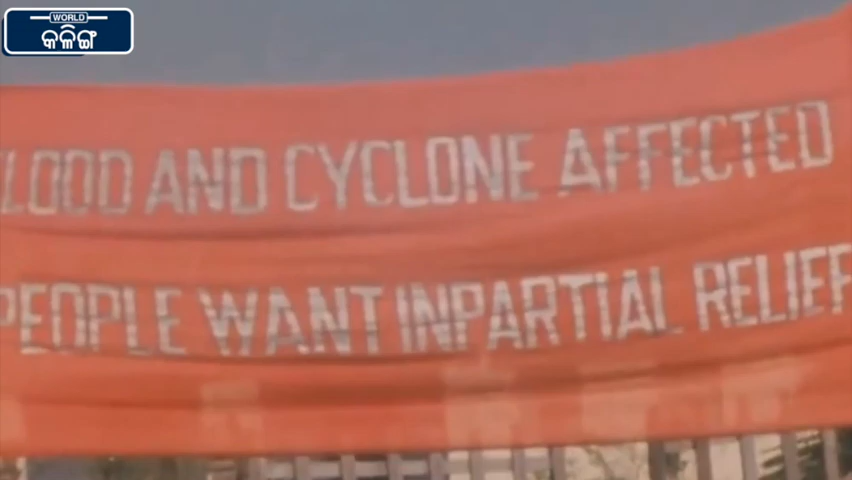 WORLD
କଳିଙ୍ଗ
LOOD AND CYCLONE AFFECTED
PEOPLE WANT INPARTIAL RELIEF